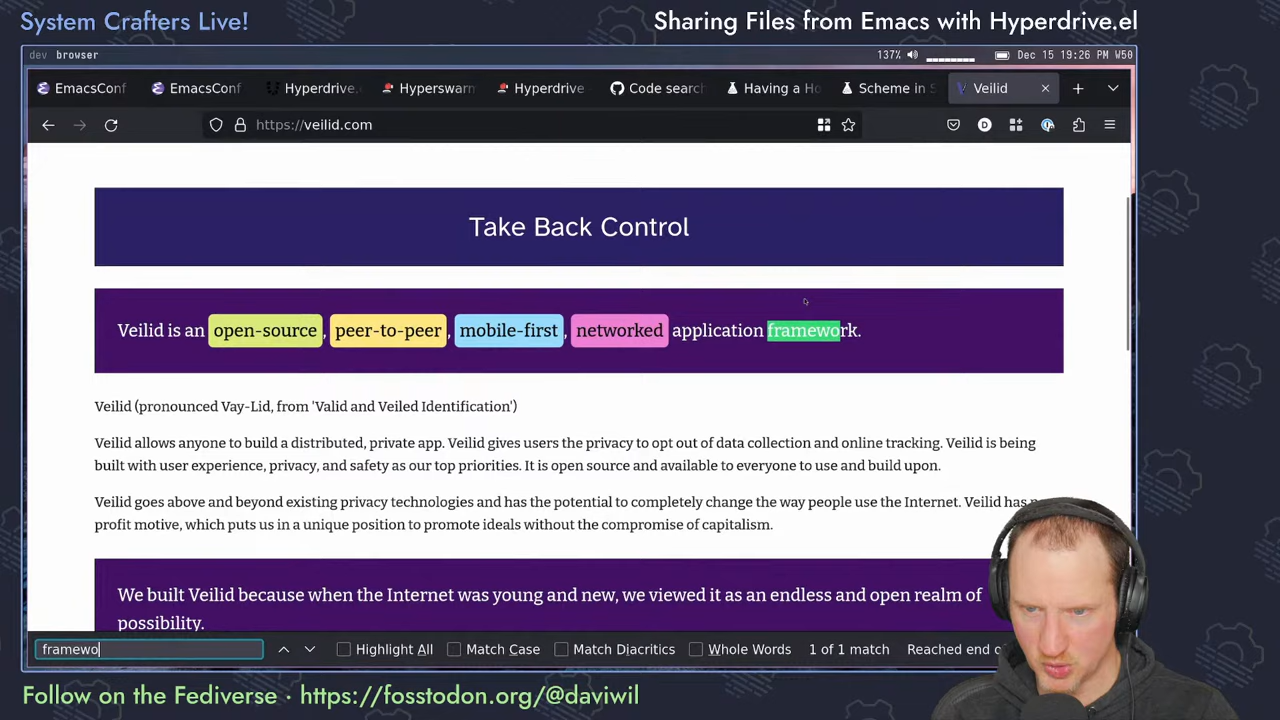 System Crafters Live!
Sharing Files from Emacs with Hyperdrive.el
dev browser
137%
Dec 15 19:26 PM W50
EmacsConf
EmacsConf
Hyperdrive.
Hyperswarm
Hyperdrive
Code search
Having a Ho
Scheme in S
Veilid
https://veilid.com
Take Back Control
Veilid is an open-source, peer-to-peer, mobile-first, networked application framework.
Veilid (pronounced Vay-Lid, from 'Valid and Veiled Identification')
Veilid allows anyone to build a distributed, private app. Veilid gives users the privacy to opt out of data collection and online tracking. Veilid is being
built with user experience, privacy, and safety as our top priorities. It is open source and available to everyone to use and build upon.
Veilid goes above and beyond existing privacy technologies and has the potential to completely change the way people use the Internet. Veilid has
profit motive, which puts us in a unique position to promote ideals without the compromise of capitalism.
We built Veilid because when the Internet was young and new, we viewed it as an endless and open realm of
possibility.
framewo
Highlight All
Match Case
Match Diacritics
Whole Words
1 of 1 match
Reached end o
Follow on the Fediverse · https://fosstodon.org/@daviwil